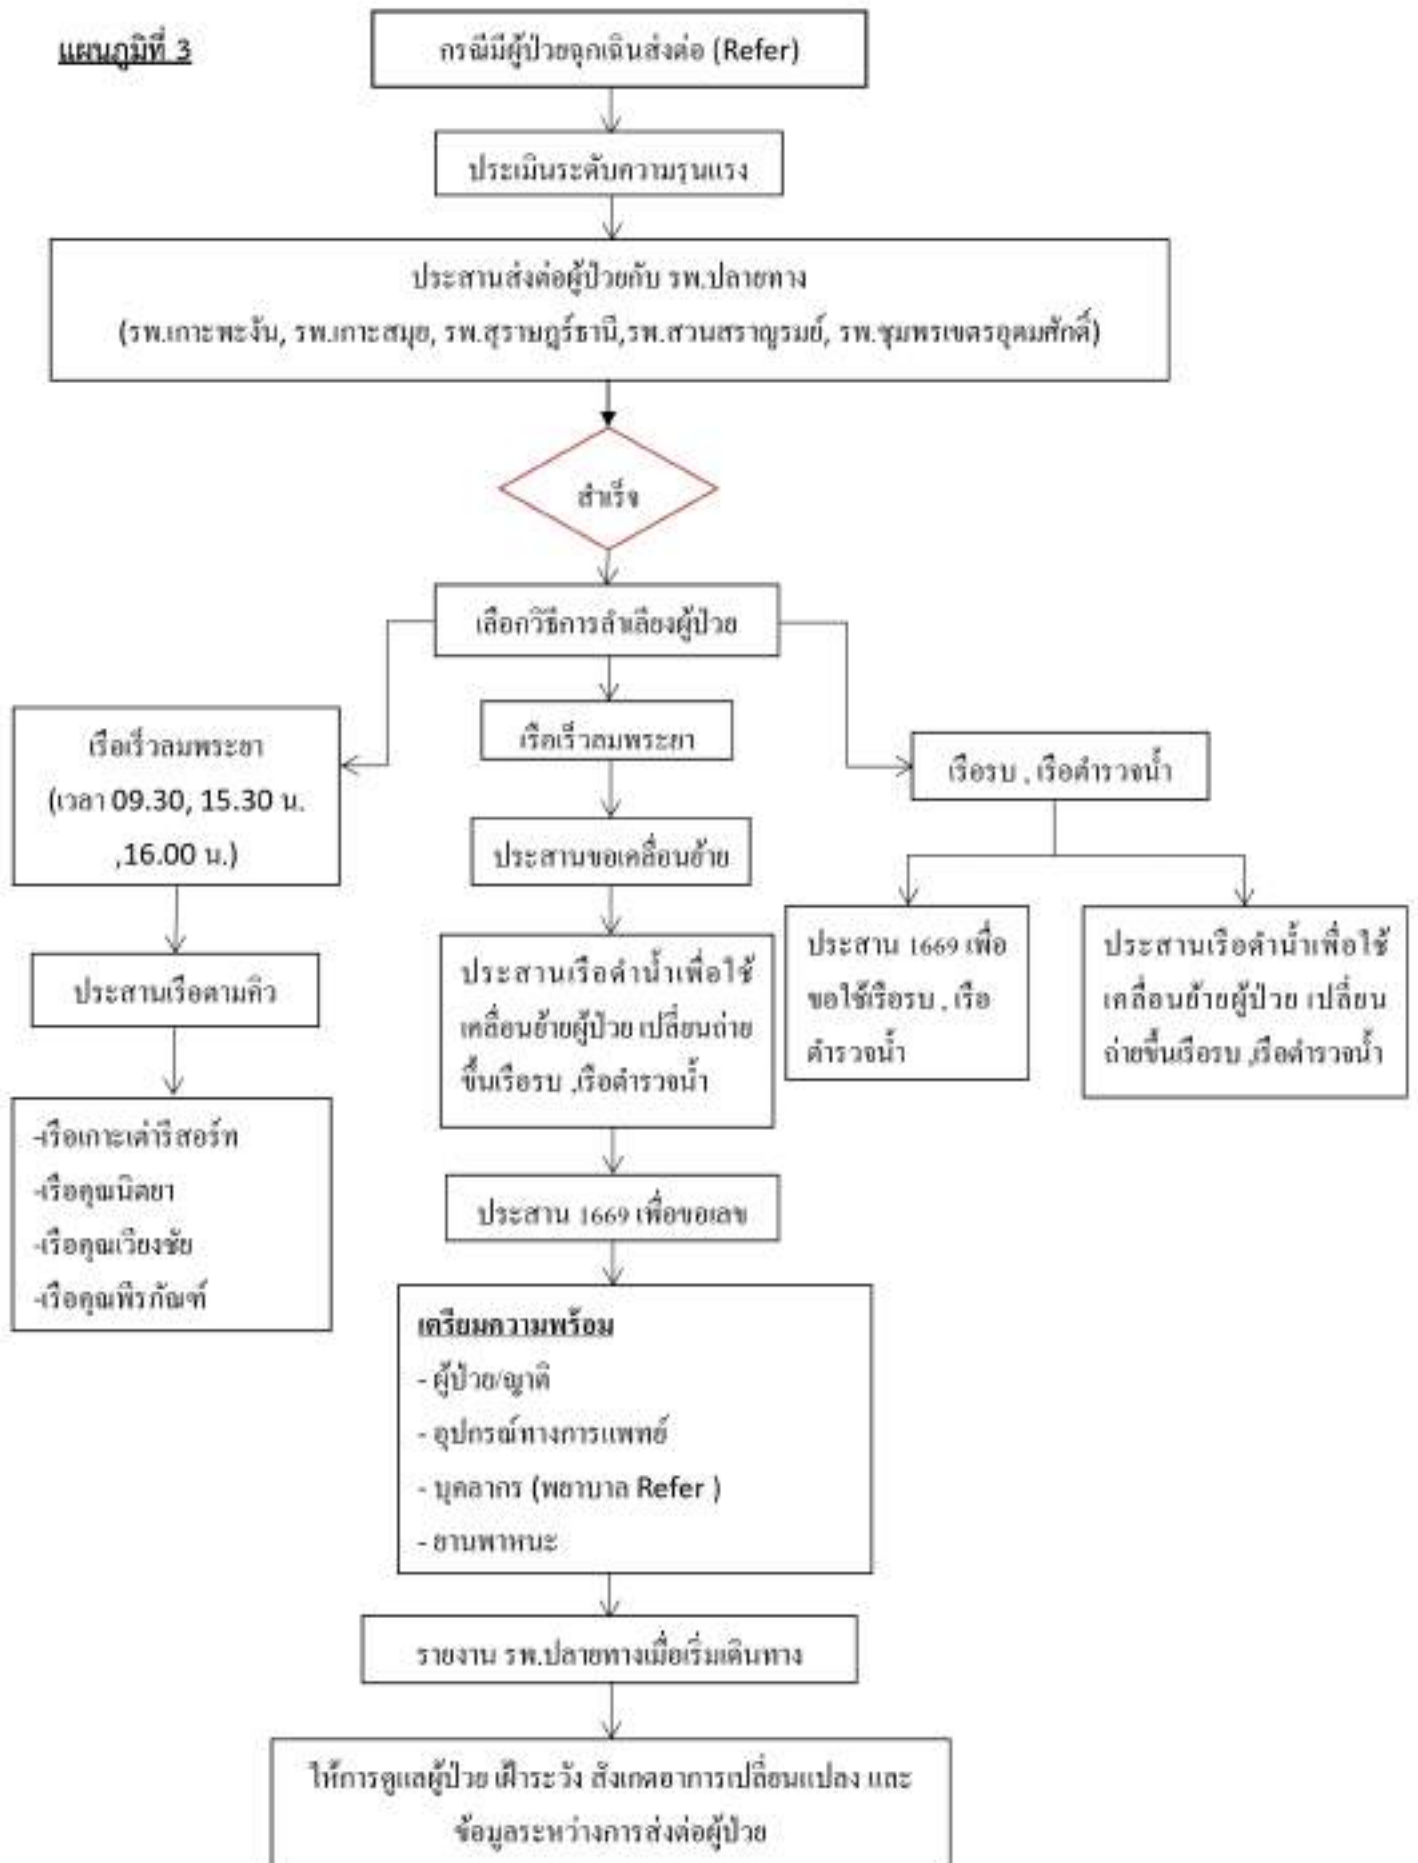 แผนภูมิที่ 3
กรณีมีผู้ป่วยฉุกเฉินส่งต่อ (Refer)
ประเมินระดับความรุนแรง
ประสานส่งต่อผู้ป่วยกับ รพ.ปลายทาง
(รพ.เกาะพะงัน, รพ.เกาะสมุย, รพ.สุราษฎร์ธานี,รพ.สวนสราญรมย์, รพ.ชุมพรเขตรอุดมศักดิ์)
สำเร็จ
เลือกวิธีการลำเลียงผู้ป่วย
เรือเร็วลมพระยา
(เวลา 09.30, 15.30 น.
,16.00 น.)
ประสานเรือตามคิว
-เรือเกาะเต่ารีสอร์ท
-เรือคุณนิตยา
-เรือคุณเวียงชัย
-เรือคุณพีรกัณฑ์
เรือเร็วลมพระยา
ประสานขอเคลื่อนย้าย
ประสานเรือดำน้ำเพื่อใช้
เคลื่อนย้ายผู้ป่วย เปลี่ยนถ่าย
ขึ้นเรือรบ ,เรือตำรวจน้ำ
ประสาน 1669 เพื่อขอเลข
เตรียมความพร้อม
- ผู้ป่วย/ญาติ
- อุปกรณ์ทางการแพทย์
- บุคลากร (พยาบาล Refer )
- ยานพาหนะ
รายงาน รพ.ปลายทางเมื่อเริ่มเดินทาง
ให้การดูแลผู้ป่วย เฝ้าระวัง สังเกตอาการเปลี่ยนแปลง และ
ข้อมูลระหว่างการส่งต่อผู้ป่วย
เรือรบ , เรือตำรวจน้ำ
ประสาน 1669 เพื่อ
ขอใช้เรือรบ , เรือ
ตำรวจน้ำ
ประสานเรือดำน้ำเพื่อใช้
เคลื่อนย้ายผู้ป่วย เปลี่ยน
ถ่ายขึ้นเรือรบ ,เรือตำรวจน้ำ